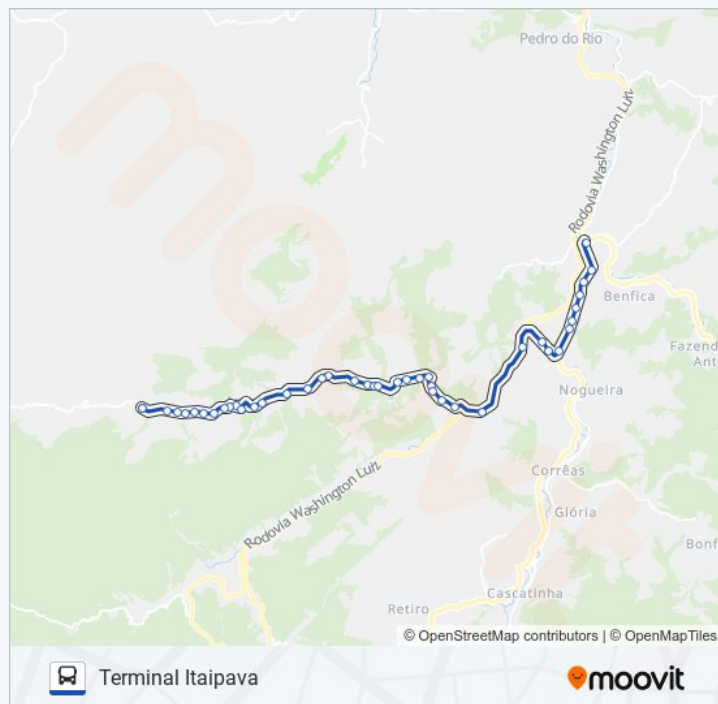 Pedro do Rio
Rodovia Washington Luiz
Benfica
Fazend
Ant
Nogueira
Rodovia Washington Luiz
Corrêas
Glória
Bonf
Cascatinha
Retiro
© OpenStreetMap contributors | © OpenMapTiles
Terminal Itaipava
moovit
moovit